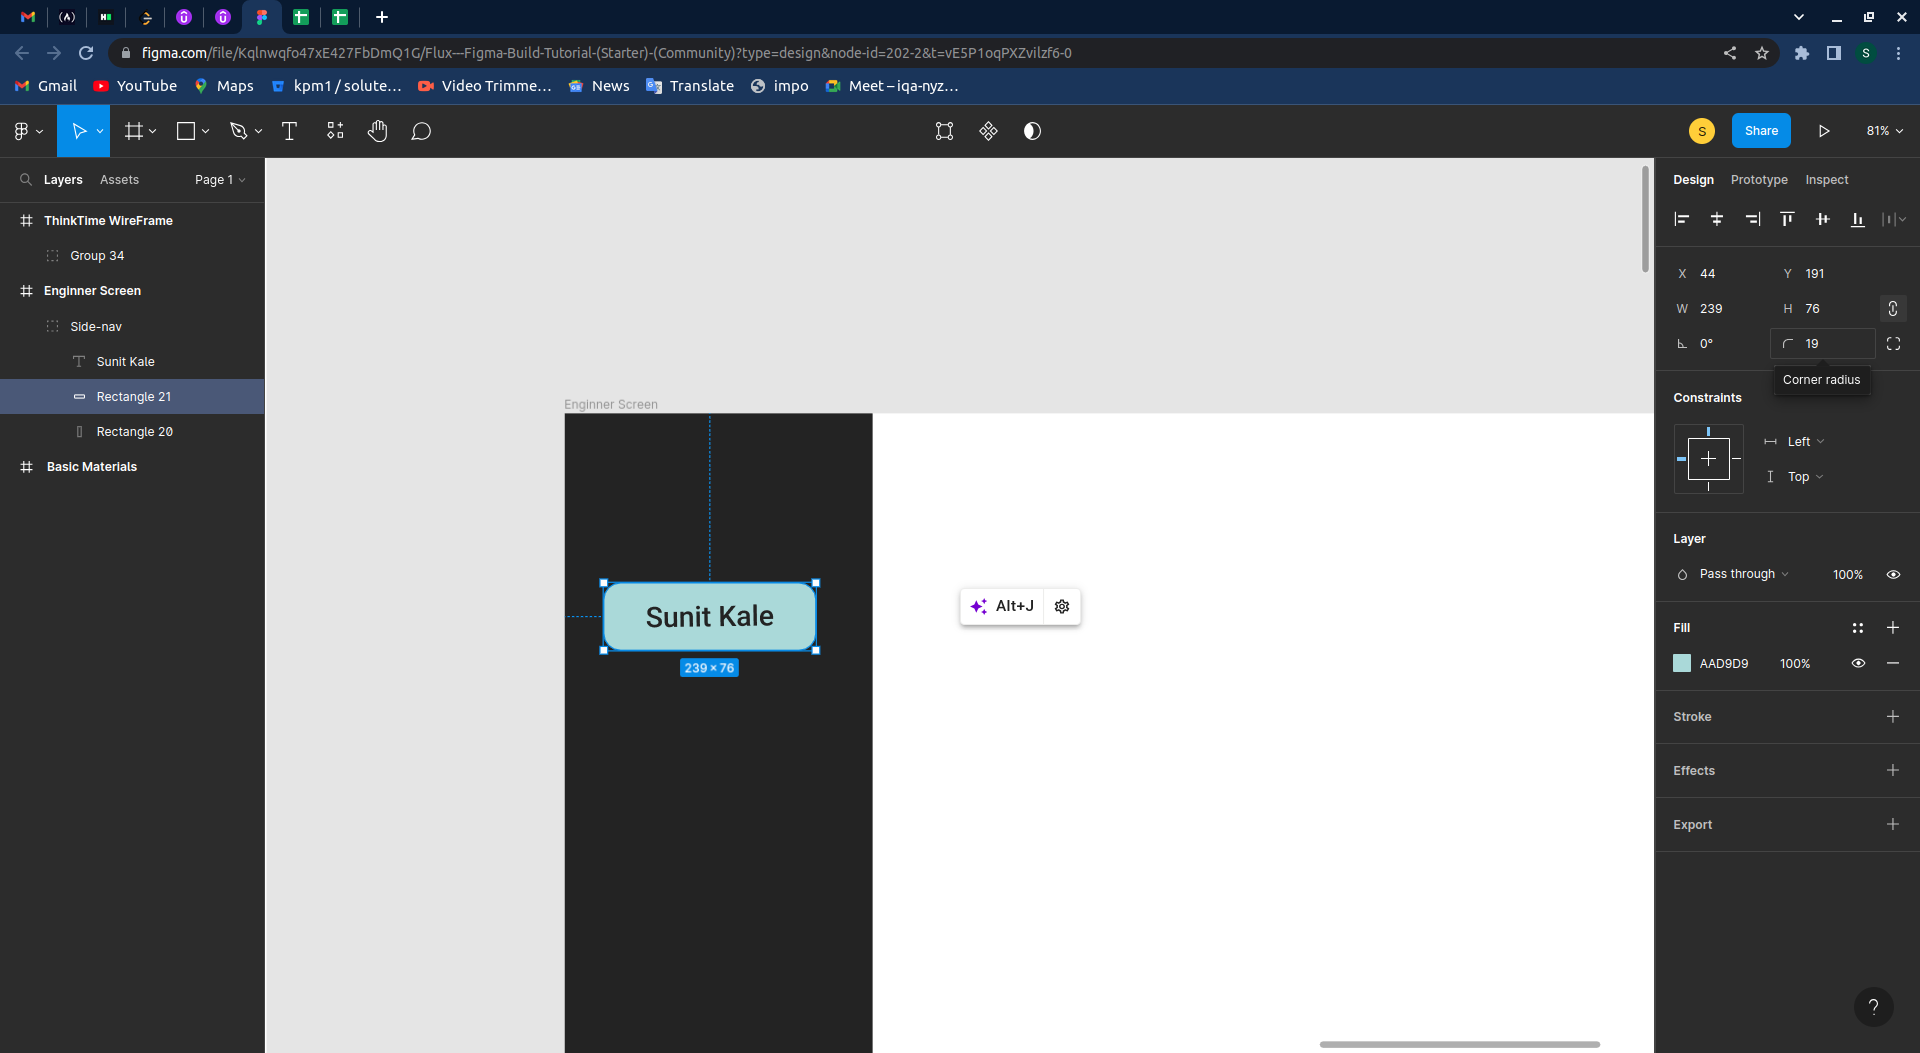 figma.com/file/Kqlnwqfo47xE427FbDmQ1G/Flux---Figma-Build-Tutorial-(Starter)-(Community)?type=design&node-id=202-2&t=vE5P1oqPXZvilzf6-0
S
Gmail YouTube Maps kpm1 / solute… Video Trimme… News Translate impo Meet – iqa-nyz…
S Share 81%
Layers Assets Page 1
ThinkTime WireFrame
Group 34
Enginner Screen
Side-nav
Sunit Kale
Rectangle 21
Rectangle 20
Basic Materials
Enginner Screen
Sunit Kale
239 × 76
Alt+J
Design Prototype Inspect
X 44 Y 191
W 239 H 76
0° 19
Corner radius
Constraints
Left
Top
Layer
Pass through 100%
Fill
AAD9D9 100%
Stroke
Effects
Export
?